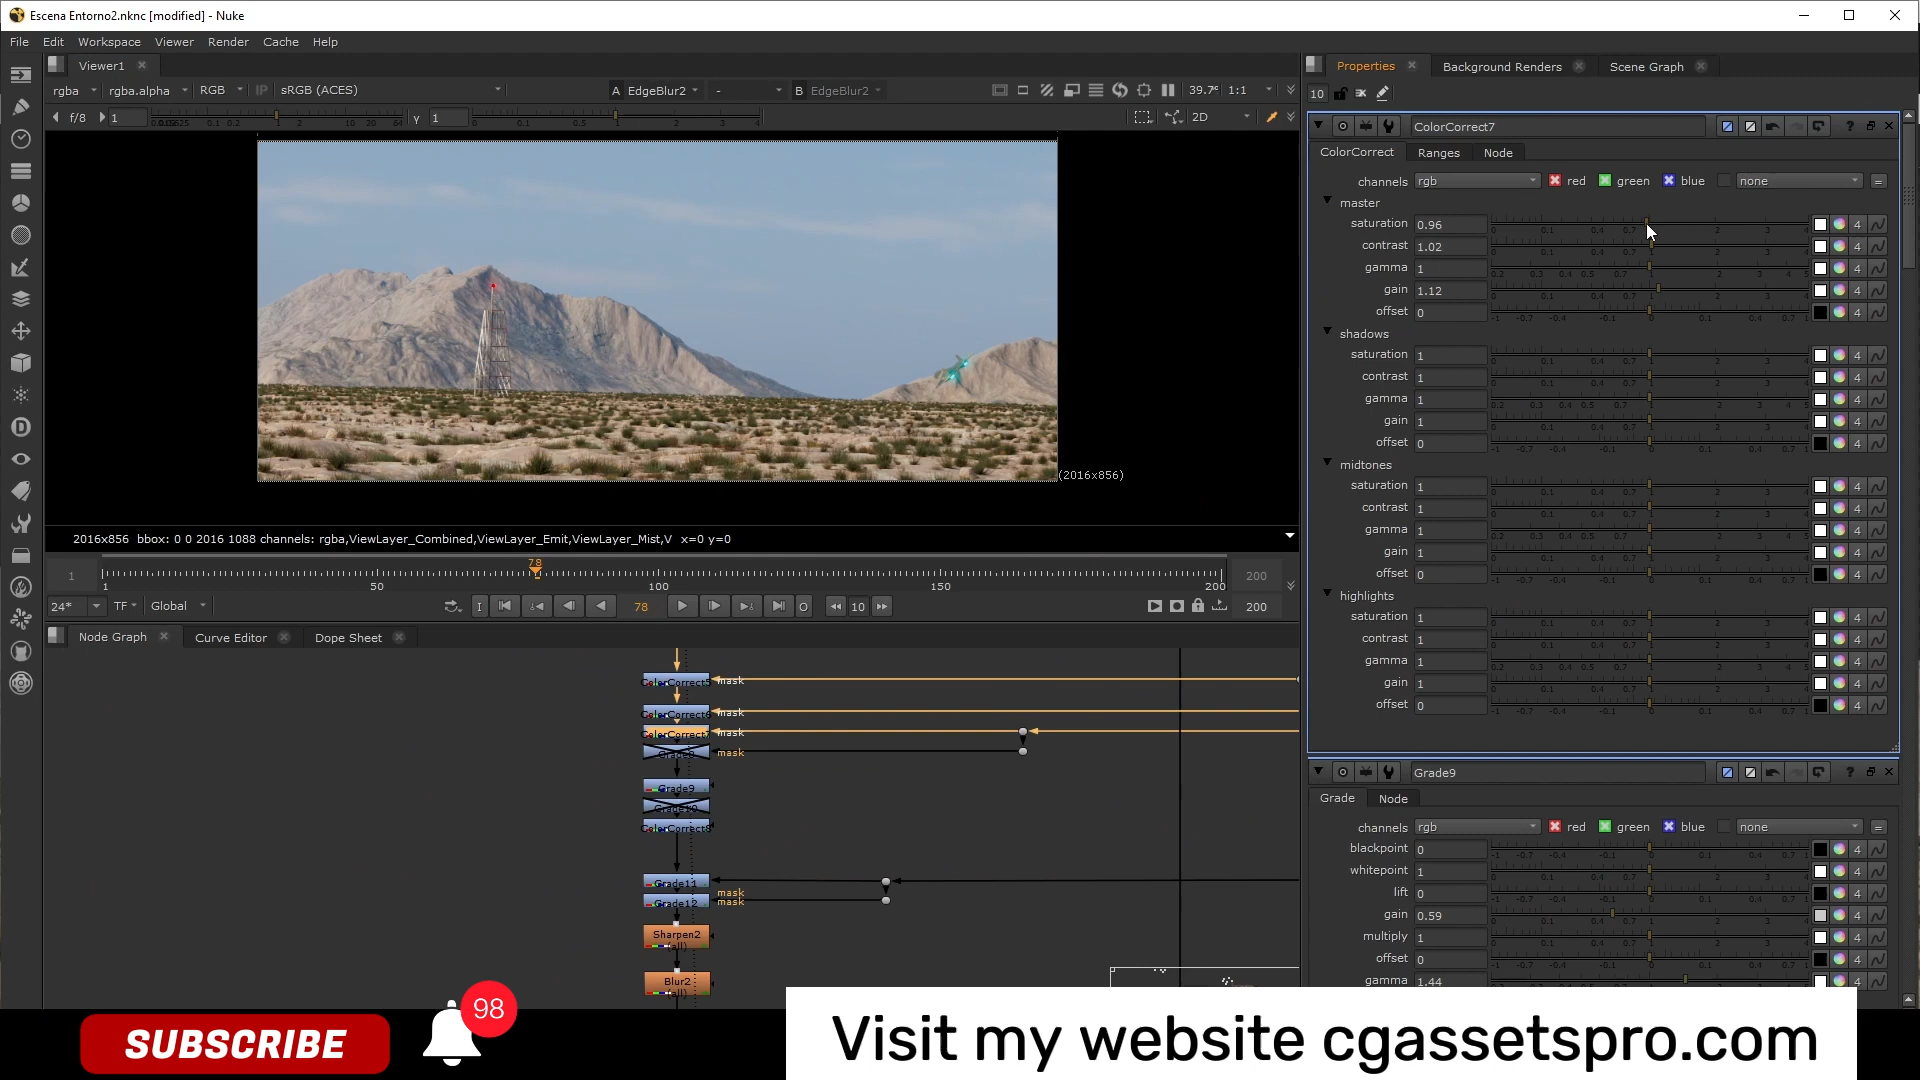 Escena Entorno2.nknc [modified] - Nuke
File Edit Workspace Viewer Render Cache Help
Viewer1
Properties Background Renders Scene Graph
rgba rgba.alpha RGB IP sRGB (ACES) A EdgeBlur2 - B EdgeBlur2 39.7% 1:1
10
f/8 1 γ 1 2D
ColorCorrect7
ColorCorrect Ranges Node
channels rgb red green blue none =
master
saturation 0.96
contrast 1.02
gamma 1
gain 1.12
offset 0
shadows
saturation 1
contrast 1
gamma 1
gain 1
offset 0
midtones
saturation 1
contrast 1
gamma 1
gain 1
offset 0
highlights
saturation 1
contrast 1
gamma 1
gain 1
offset 0
(2016x856)
2016x856 bbox: 0 0 2016 1088 channels: rgba,ViewLayer_Combined,ViewLayer_Emit,ViewLayer_Mist,V x=0 y=0
78
1 1 50 100 150 200 200
24* TF Global I 78 O 10 200
Node Graph Curve Editor Dope Sheet
ColorCorrect5 mask
ColorCorrect6 mask
ColorCorrect7 mask
mask
Grade9
ColorCorrect8
Grade11
mask
Grade12 mask
Sharpen2
(all)
Blur2
(all)
Grade9
Grade Node
channels rgb red green blue none =
blackpoint 0
whitepoint 1
lift 0
gain 0.59
multiply 1
offset 0
gamma 1.44
SUBSCRIBE
98
Visit my website cgassetspro.com